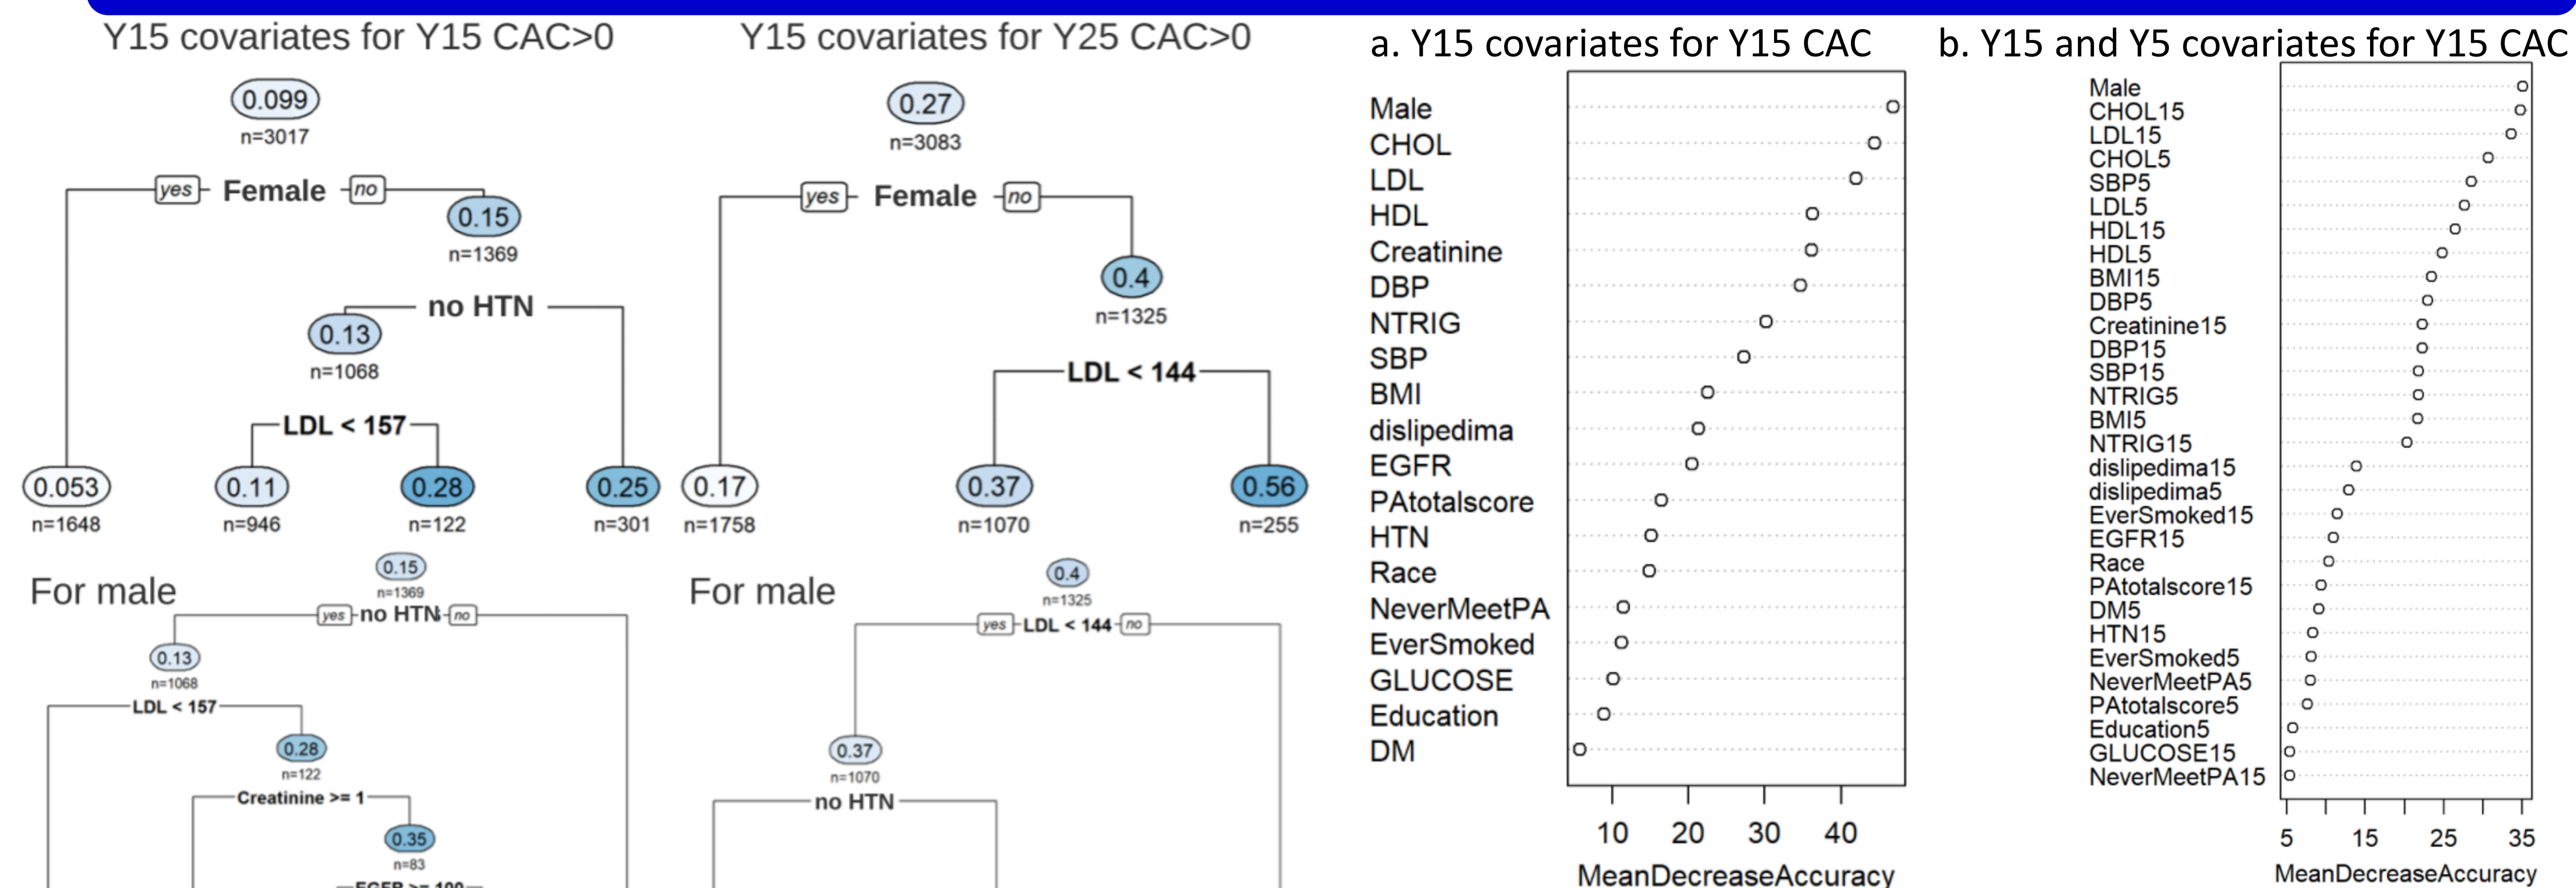 Y15 covariates for Y15 CAC>0
0.099
n=3017
yes Female no
0.15
n=1369
no HTN
0.13
n=1068
LDL < 157
0.053 0.11 0.28 0.25
n=1648 n=946 n=122 n=301
Y15 covariates for Y25 CAC>0
0.27
n=3083
yes Female no
0.4
n=1325
LDL < 144
0.17 0.37 0.56
n=1758 n=1070 n=255
For male
0.15
n=1369
yes no HTN no
0.13
n=1068
LDL < 157
0.28
n=122
Creatinine >= 1
0.35
n=83
For male
0.4
n=1325
yes LDL < 144 no
0.37
n=1070
no HTN
a. Y15 covariates for Y15 CAC
Male
CHOL
LDL
HDL
Creatinine
DBP
NTRIG
SBP
BMI
dislipedima
EGFR
PAtotalscore
HTN
Race
NeverMeetPA
EverSmoked
GLUCOSE
Education
DM
10 20 30 40
MeanDecreaseAccuracy
b. Y15 and Y5 covariates for Y15 CAC
Male
CHOL15
LDL15
CHOL5
SBP5
LDL5
HDL15
HDL5
BMI15
DBP5
Creatinine15
DBP15
SBP15
NTRIG5
BMI5
NTRIG15
dislipedima15
dislipedima5
EverSmoked15
EGFR15
Race
PAtotalscore15
DM5
HTN15
EverSmoked5
NeverMeetPA5
PAtotalscore5
Education5
GLUCOSE15
NeverMeetPA15
5 15 25 35
MeanDecreaseAccuracy